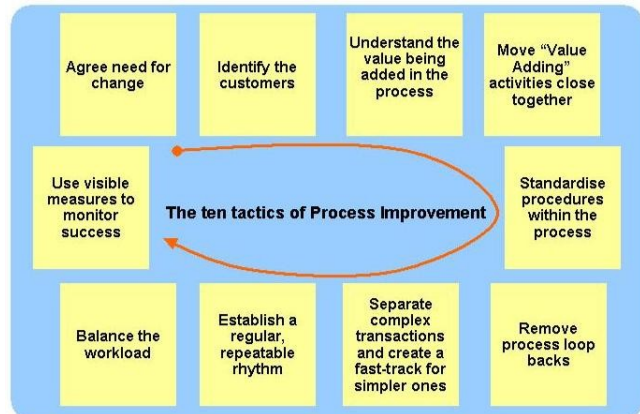 Agree need for
change
Identify the
customers
Understand the
value being
added in the
process
Move “Value
Adding”
activities close
together
Standardise
procedures
within the
process
Remove
process loop
backs
Separate
complex
transactions
and create a
fast-track for
simpler ones
Establish a
regular,
repeatable
rhythm
Balance the
workload
Use visible
measures to
monitor
success
The ten tactics of Process Improvement